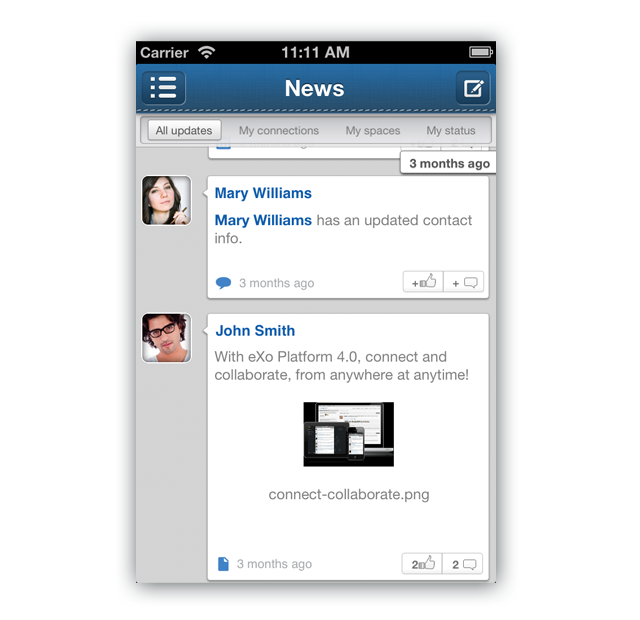 Carrier 11:11 AM
News
All updates My connections My spaces My status
3 months ago
Mary Williams
Mary Williams has an updated contact
info.
3 months ago + +
John Smith
With eXo Platform 4.0, connect and
collaborate, from anywhere at anytime!
connect-collaborate.png
3 months ago 2 2